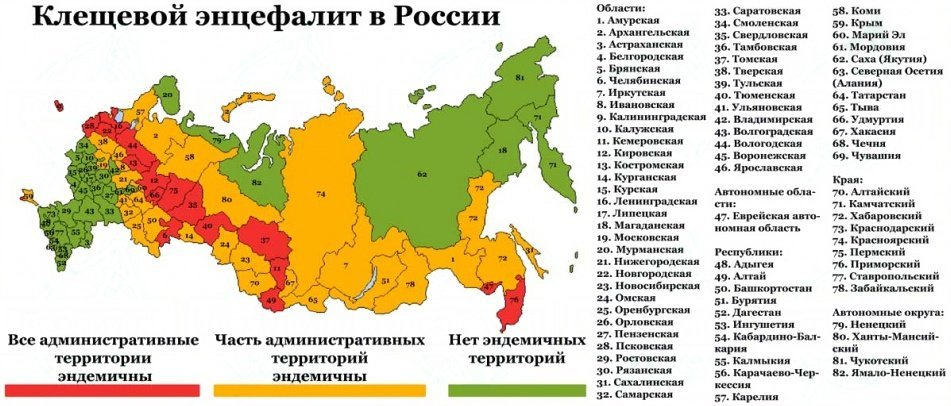 Клещевой энцефалит в России
Все административные
территории
эндемичны
Часть административных
территорий
эндемичны
Нет эндемичных
территорий
Области:
1. Амурская
2. Архангельская
3. Астраханская
4. Белгородская
5. Брянская
6. Челябинская
7. Иркутская
8. Ивановская
9. Калининградская
10. Калужская
11. Кемеровская
12. Кировская
13. Костромская
14. Курганская
15. Курская
16. Ленинградская
17. Липецкая
18. Магаданская
19. Московская
20. Мурманская
21. Нижегородская
22. Новгородская
23. Новосибирская
24. Омская
25. Оренбургская
26. Орловская
27. Пензенская
28. Псковская
29. Ростовская
30. Рязанская
31. Сахалинская
32. Самарская
33. Саратовская
34. Смоленская
35. Свердловская
36. Тамбовская
37. Томская
38. Тверская
39. Тульская
40. Тюменская
41. Ульяновская
42. Владимирская
43. Волгоградская
44. Вологодская
45. Воронежская
46. Ярославская
Автономные обла-
сти:
47. Еврейская авто-
номная область
Республики:
48. Адыгея
49. Алтай
50. Башкортостан
51. Бурятия
52. Дагестан
53. Ингушетия
54. Кабардино-Бал-
кария
55. Калмыкия
56. Карачаево-Чер-
кессия
57. Карелия
58. Коми
59. Крым
60. Марий Эл
61. Мордовия
62. Саха (Якутия)
63. Северная Осетия
(Алания)
64. Татарстан
65. Тыва
66. Удмуртия
67. Хакасия
68. Чечня
69. Чувашия
Края:
70. Алтайский
71. Камчатский
72. Хабаровский
73. Краснодарский
74. Красноярский
75. Пермский
76. Приморский
77. Ставропольский
78. Забайкальский
Автономные округа:
79. Ненецкий
80. Ханты-Мансий-
ский
81. Чукотский
82. Ямало-Ненецкий